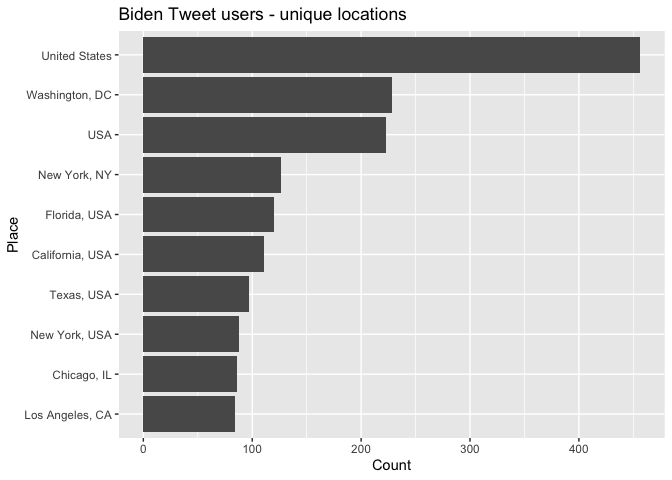 Biden Tweet users - unique locations
United States
Washington, DC
USA
New York, NY
Florida, USA
California, USA
Texas, USA
New York, USA
Chicago, IL
Los Angeles, CA
Place
0 100 200 300 400
Count